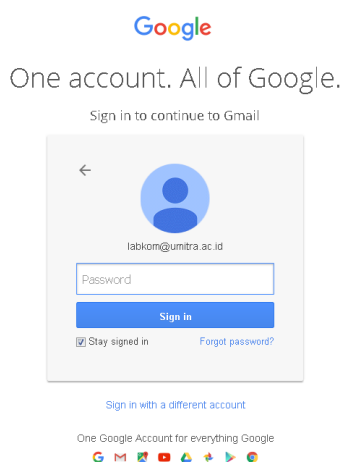 Google
One account. All of Google.
Sign in to continue to Gmail
labkom@umitra.ac.id
Password
Sign in
Stay signed in Forgot password?
Sign in with a different account
One Google Account for everything Google